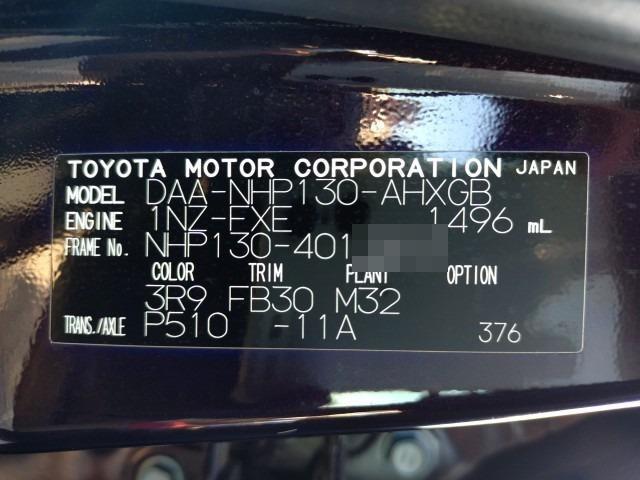 TOYOTA MOTOR CORPORATION JAPAN
MODEL DAA-NHP130-AHXGB
ENGINE 1NZ-FXE 1496 mL
FRAME No. NHP130-401
COLOR TRIM PLANT OPTION
3R9 FB30 M32
TRANS./AXLE P510 -11A 376